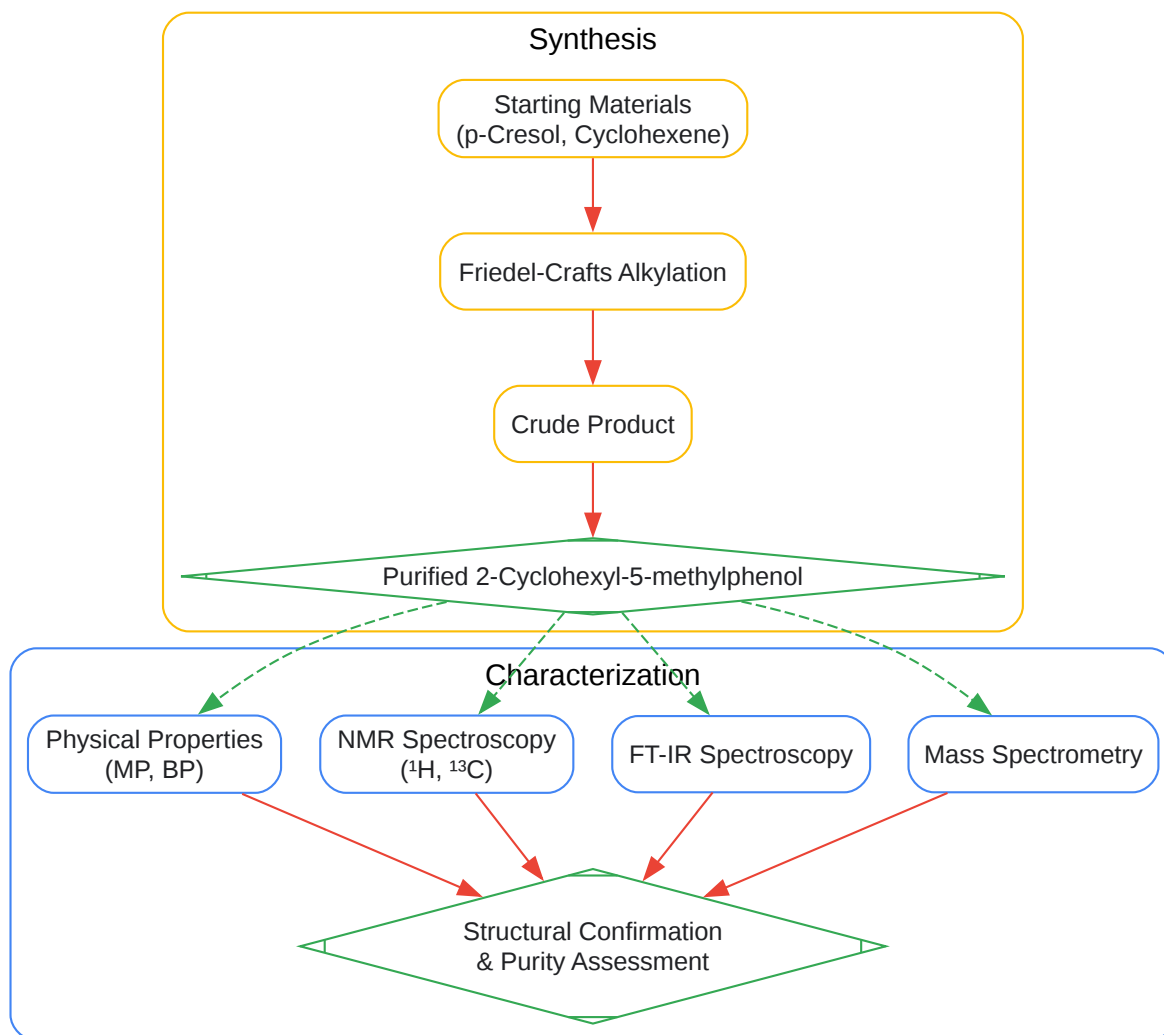 Synthesis
Starting Materials
(p-Cresol, Cyclohexene)
Friedel-Crafts Alkylation
Crude Product
Purified 2-Cyclohexyl-5-methylphenol
Characterization
Physical Properties
(MP, BP)
NMR Spectroscopy
(¹H, ¹³C)
FT-IR Spectroscopy
Mass Spectrometry
Structural Confirmation
& Purity Assessment